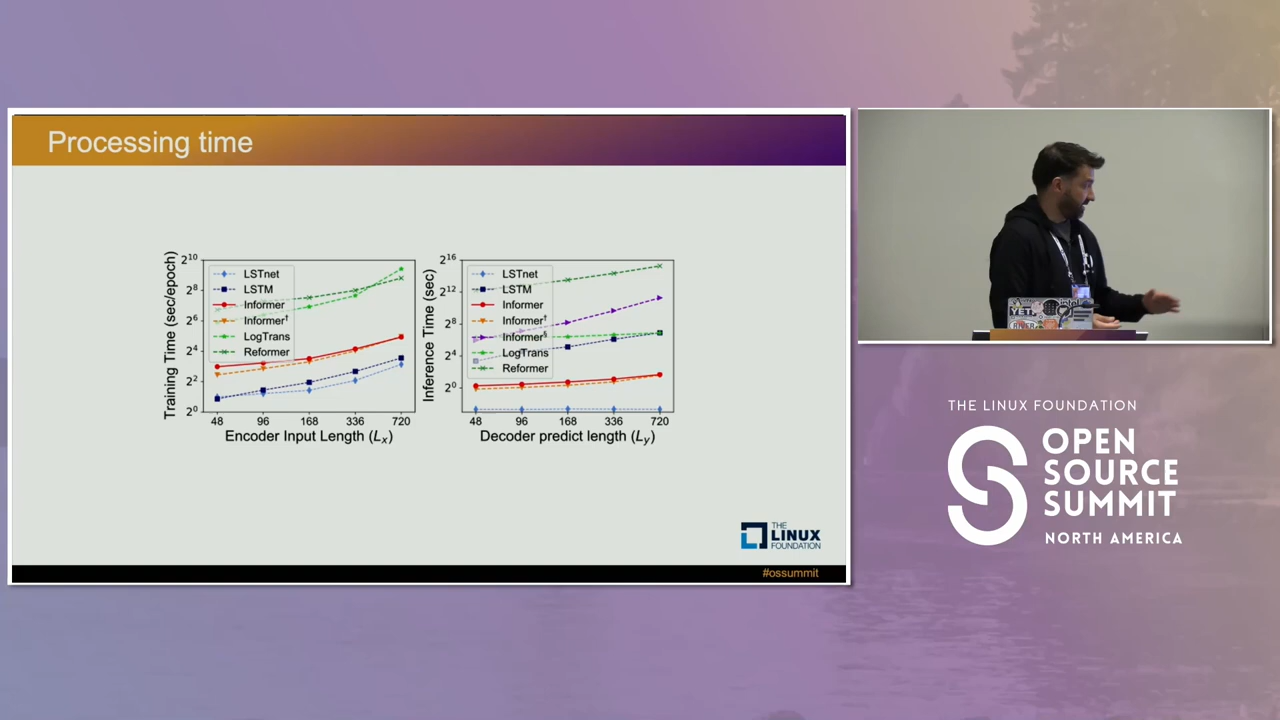 Processing time
Training Time (sec/epoch)
2^10
2^8
2^6
2^4
2^2
2^0
LSTnet
LSTM
Informer
Informer†
LogTrans
Reformer
48 96 168 336 720
Encoder Input Length (Lx)
Inference Time (sec)
2^16
2^12
2^8
2^4
2^0
LSTnet
LSTM
Informer
Informer†
Informer§
LogTrans
Reformer
48 96 168 336 720
Decoder predict length (Ly)
THE
LINUX
FOUNDATION
#ossummit
YET
intel
RIVER
THE LINUX FOUNDATION
OPEN
SOURCE
SUMMIT
NORTH AMERICA